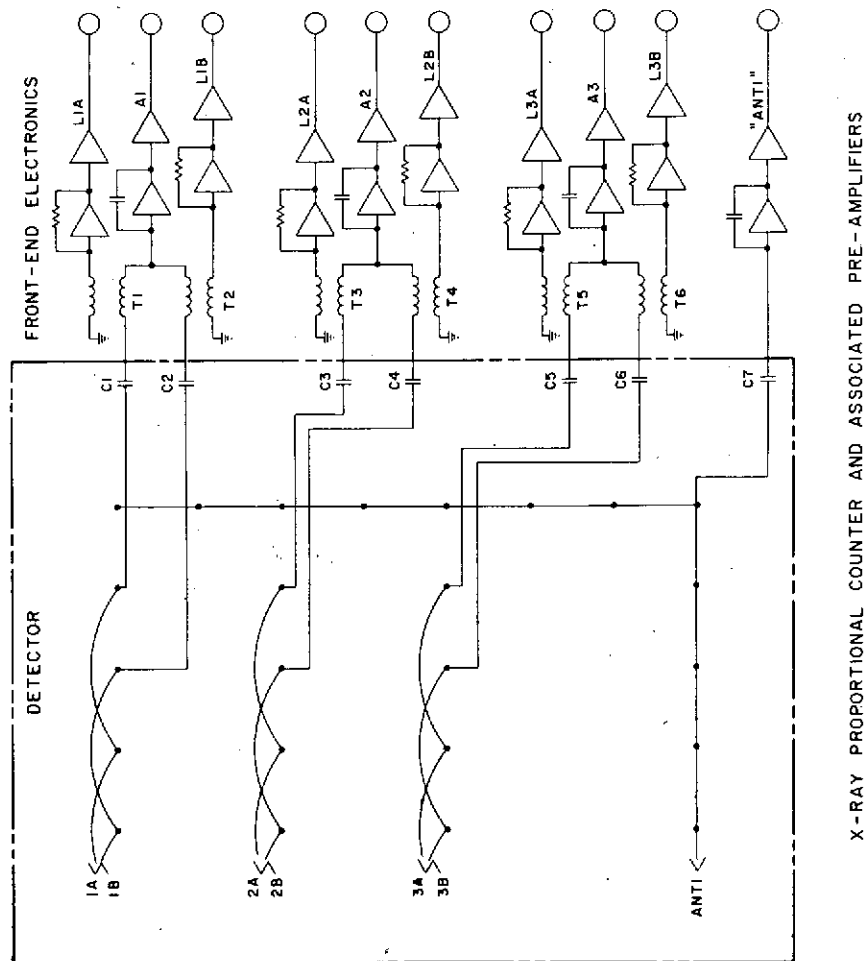 FRONT-END ELECTRONICS
L1A
A1
L1B
L2A
A2
L2B
L3A
A3
L3B
"ANTI"
T1
T2
T3
T4
T5
T6
C1
C2
C3
C4
C5
C6
C7
DETECTOR
1A
1B
2A
2B
3A
3B
ANTI
X-RAY PROPORTIONAL COUNTER AND ASSOCIATED PRE-AMPLIFIERS